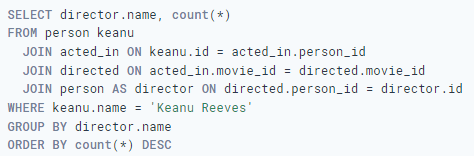 SELECT director.name, count(*)
FROM person keanu
  JOIN acted_in ON keanu.id = acted_in.person_id
  JOIN directed ON acted_in.movie_id = directed.movie_id
  JOIN person AS director ON directed.person_id = director.id
WHERE keanu.name = 'Keanu Reeves'
GROUP BY director.name
ORDER BY count(*) DESC